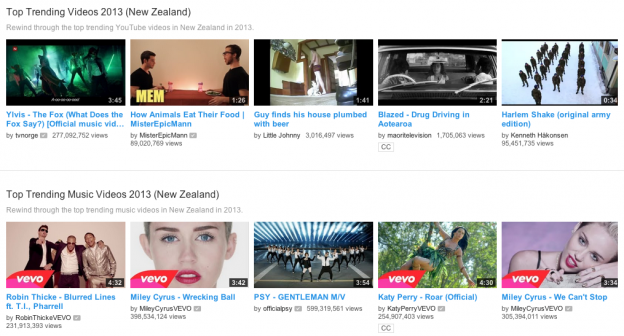 Top Trending Videos 2013 (New Zealand)
Rewind through the top trending YouTube videos in New Zealand in 2013.
3:45
MEM
1:26
1:41
2:21
0:34
Ylvis - The Fox (What Does the
Fox Say?) [Official music vid...
by tvnorge 277,092,752 views
How Animals Eat Their Food |
MisterEpicMann
by MisterEpicMann
89,020,769 views
Guy finds his house plumbed
with beer
by Little Johnny 3,016,497 views
Blazed - Drug Driving in
Aotearoa
by maoritelevision 1,705,063 views
CC
Harlem Shake (original army
edition)
by Kenneth Håkonsen
95,451,735 views
Top Trending Music Videos 2013 (New Zealand)
Rewind through the top trending music videos in New Zealand in 2013.
vevo
4:32
vevo
3:42
3:54
vevo
4:30
vevo
3:34
Robin Thicke - Blurred Lines
ft. T.I., Pharrell
by RobinThickeVEVO
231,913,393 views
Miley Cyrus - Wrecking Ball
by MileyCyrusVEVO
398,534,124 views
PSY - GENTLEMAN M/V
by officialpsy 599,319,561 views
Katy Perry - Roar (Official)
by KatyPerryVEVO
254,907,403 views
CC
Miley Cyrus - We Can't Stop
by MileyCyrusVEVO
305,394,011 views